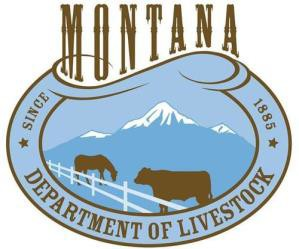 MONTANA
SINCE 1885
DEPARTMENT OF LIVESTOCK